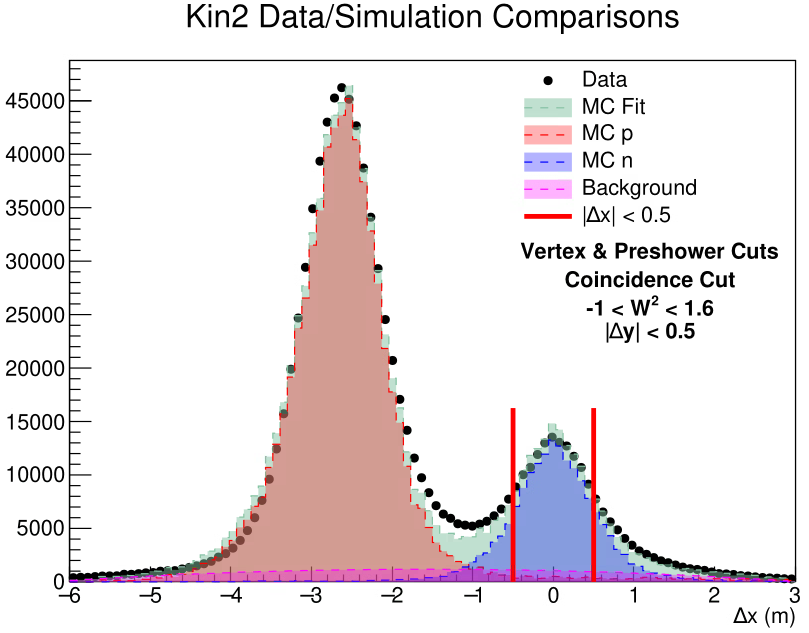 Kin2 Data/Simulation Comparisons
45000
40000
35000
30000
25000
20000
15000
10000
5000
0
Data
MC Fit
MC p
MC n
Background
|Δx| < 0.5
Vertex & Preshower Cuts
Coincidence Cut
-1 < W² < 1.6
|Δy| < 0.5
−6 −5 −4 −3 −2 −1 0 1 2 3
Δx (m)